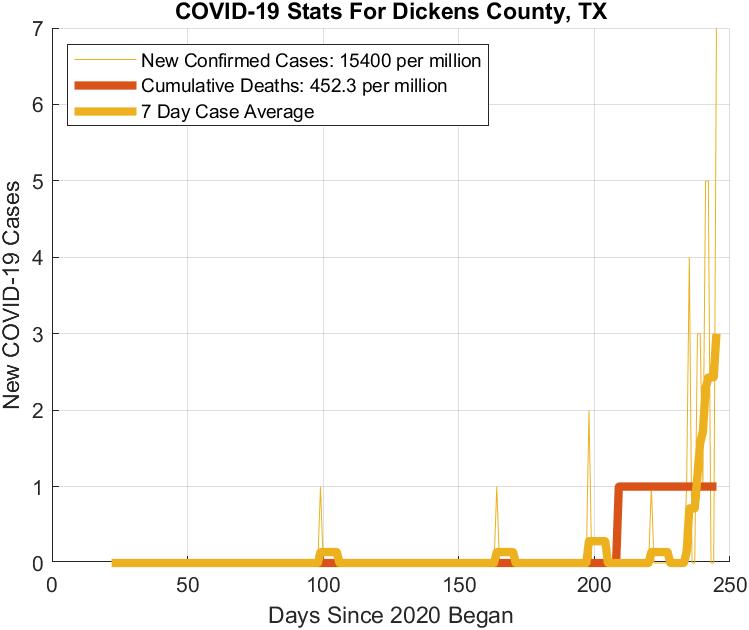 COVID-19 Stats For Dickens County, TX
New Confirmed Cases: 15400 per million
Cumulative Deaths: 452.3 per million
7 Day Case Average
New COVID-19 Cases
7
6
5
4
3
2
1
0
0 50 100 150 200 250
Days Since 2020 Began